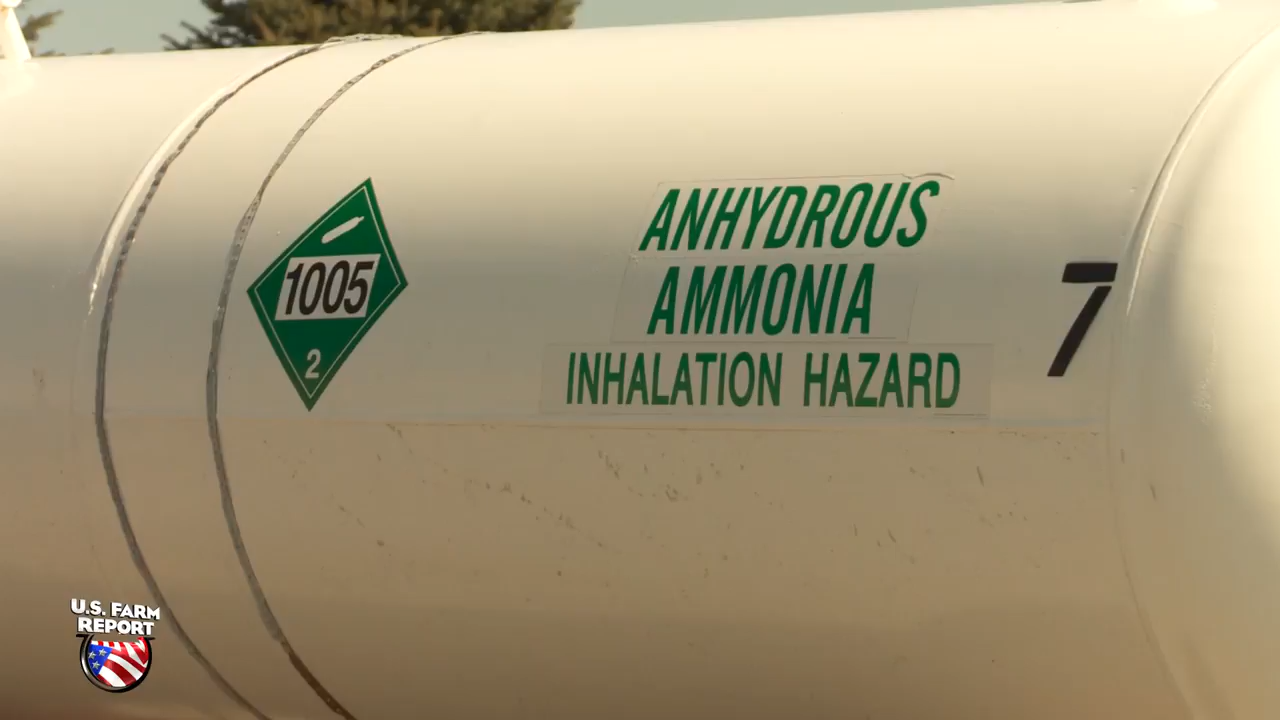 1005
2
ANHYDROUS
AMMONIA
INHALATION HAZARD
7
U.S. FARM
REPORT